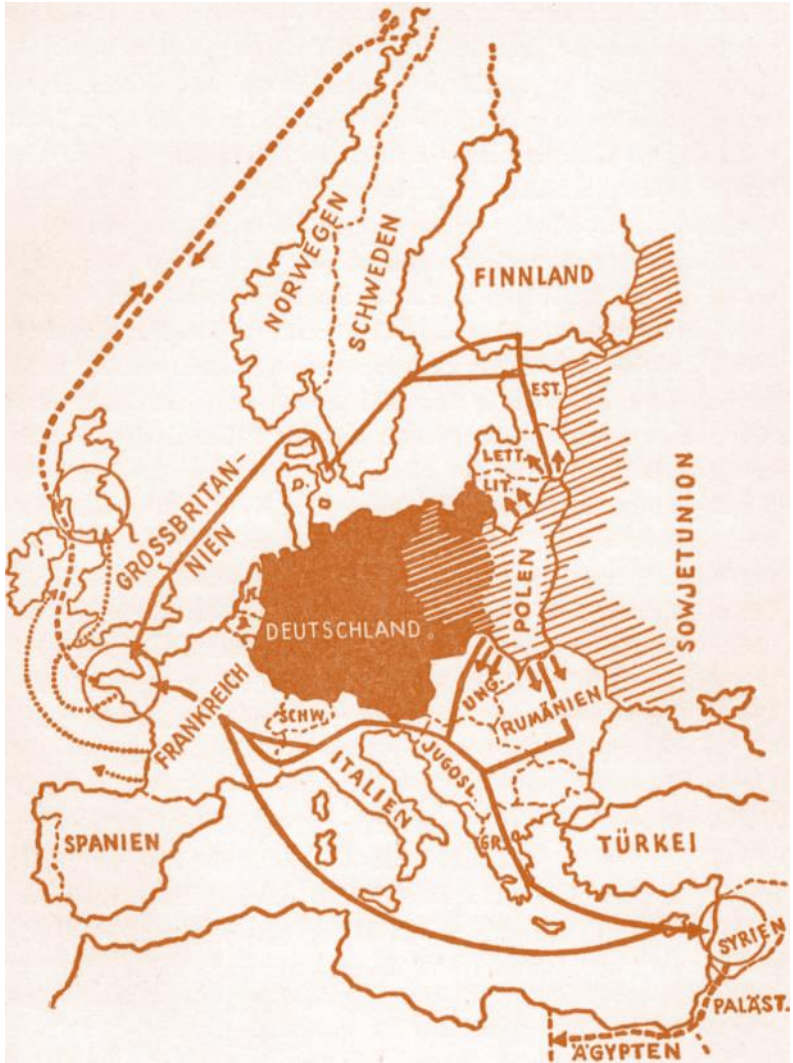 NORWEGEN
SCHWEDEN
FINNLAND
EST.
LETT.
LIT.
D.
GROSSBRITAN-
NIEN
SOWJETUNION
POLEN
DEUTSCHLAND
FRANKREICH
SCHW.
UNG.
RUMÄNIEN
ITALIEN
JUGOSL.
GR.
SPANIEN
TÜRKEI
SYRIEN
PALÄST.
ÄGYPTEN